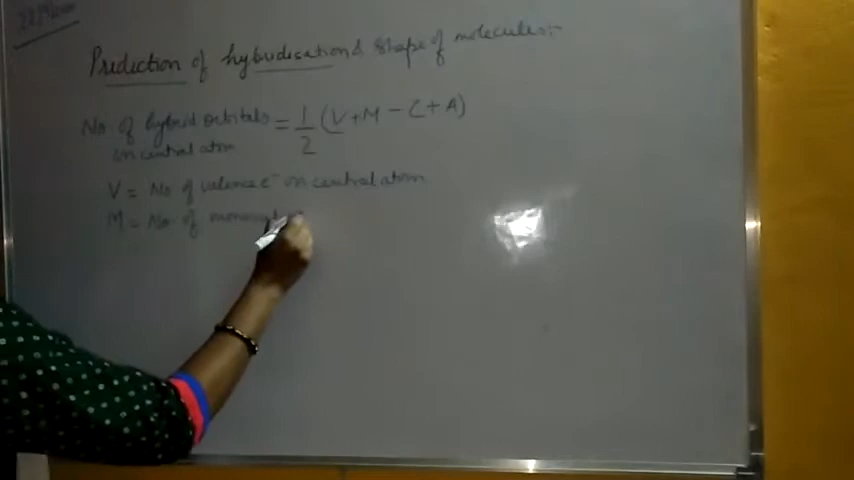 Prediction of hybridisation & shape of molecules:-
No of hybrid orbitals = 1/2 (V+M-C+A)
on central atom
V = No of valence e⁻ on central atom
M = No. of